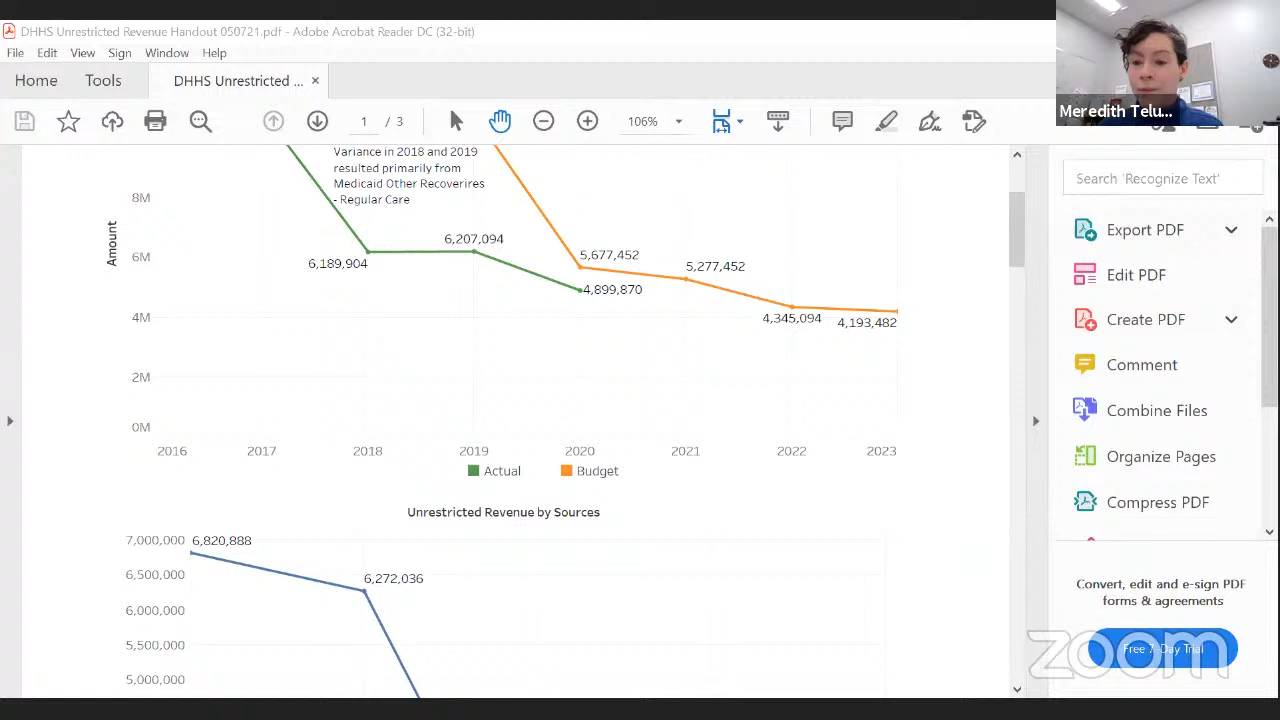 DHHS Unrestricted Revenue Handout 050721.pdf - Adobe Acrobat Reader DC (32-bit)
File Edit View Sign Window Help
Home Tools DHHS Unrestricted ... ×
1 / 3 106%
Meredith Telu...
Variance in 2018 and 2019
resulted primarily from
Medicaid Other Recoverires
- Regular Care
Amount
8M
6M
4M
2M
0M
6,189,904
6,207,094
5,677,452
4,899,870
5,277,452
4,345,094
4,193,482
2016 2017 2018 2019 2020 2021 2022 2023
Actual Budget
Unrestricted Revenue by Sources
7,000,000
6,500,000
6,000,000
5,500,000
5,000,000
6,820,888
6,272,036
Search 'Recognize Text'
Export PDF
Edit PDF
Create PDF
Comment
Combine Files
Organize Pages
Compress PDF
Convert, edit and e-sign PDF
forms & agreements
Free 7-Day Trial
zoom